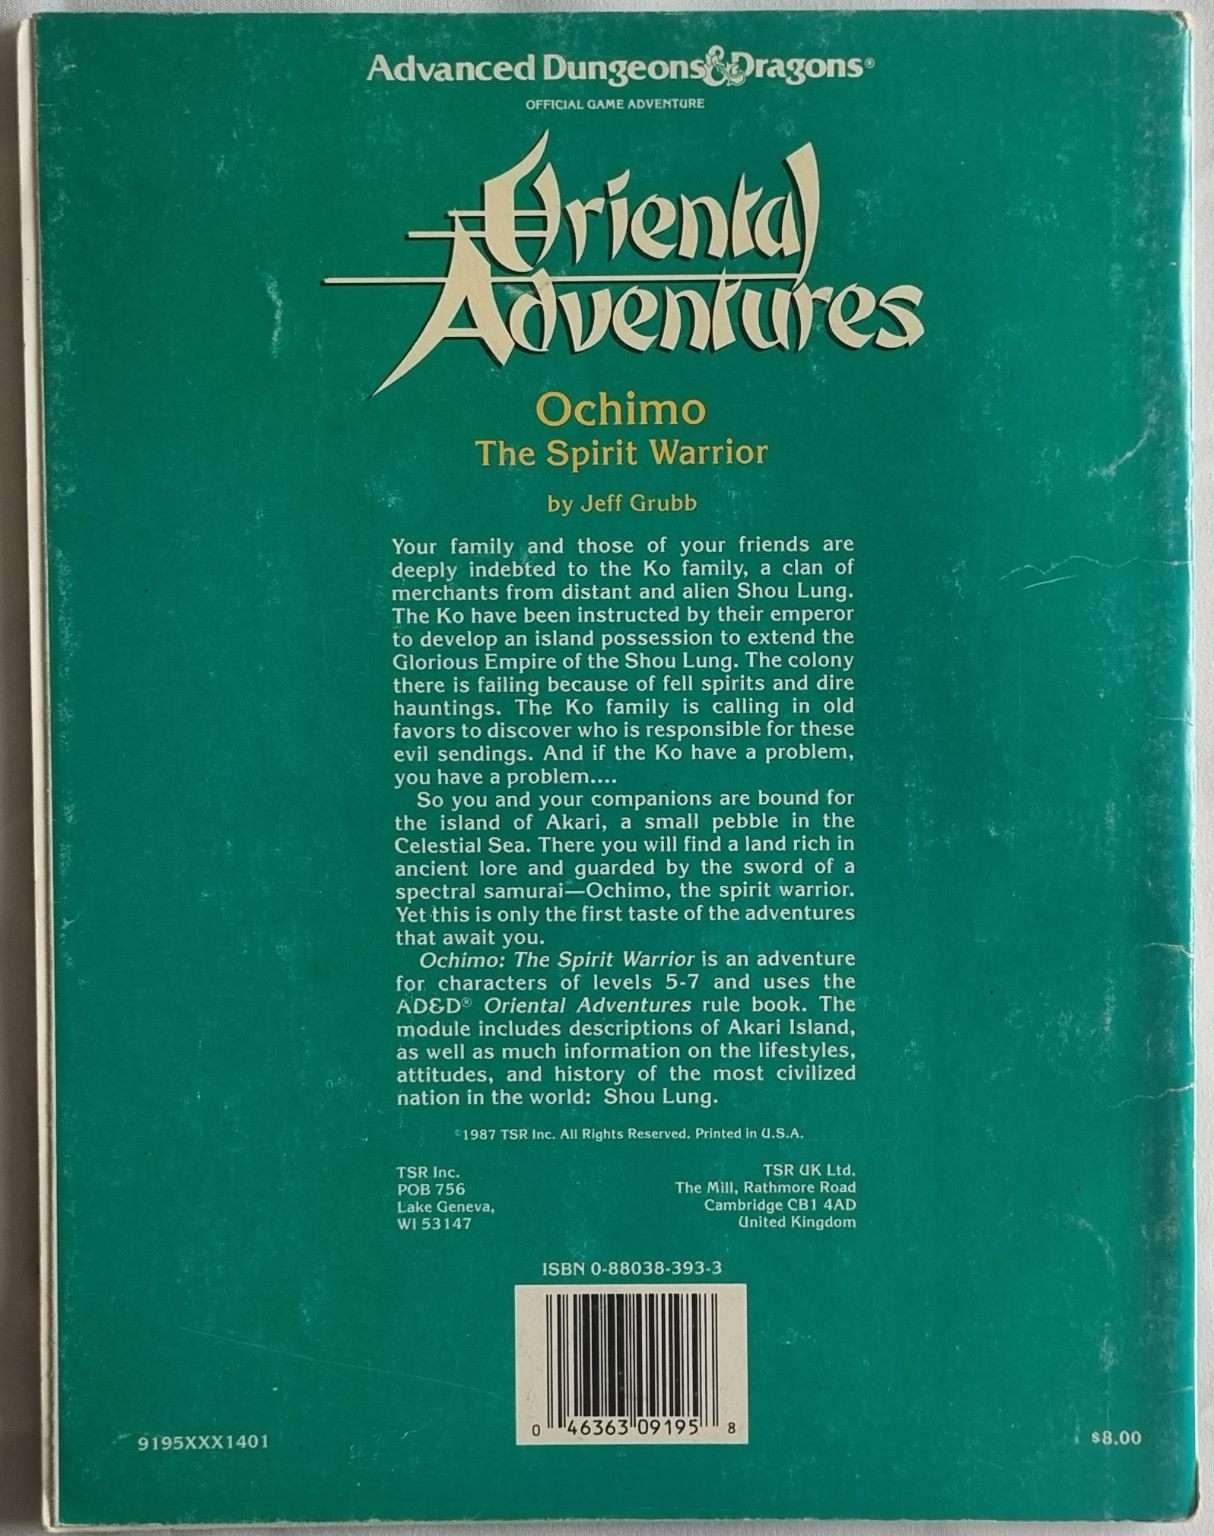 Advanced Dungeons & Dragons®
OFFICIAL GAME ADVENTURE
Oriental
Adventures
Ochimo
The Spirit Warrior
by Jeff Grubb
Your family and those of your friends are
deeply indebted to the Ko family, a clan of
merchants from distant and alien Shou Lung.
The Ko have been instructed by their emperor
to develop an island possession to extend the
Glorious Empire of the Shou Lung. The colony
there is failing because of fell spirits and dire
hauntings. The Ko family is calling in old
favors to discover who is responsible for these
evil sendings. And if the Ko have a problem,
you have a problem....
So you and your companions are bound for
the island of Akari, a small pebble in the
Celestial Sea. There you will find a land rich in
ancient lore and guarded by the sword of a
spectral samurai—Ochimo, the spirit warrior.
Yet this is only the first taste of the adventures
that await you.
Ochimo: The Spirit Warrior is an adventure
for characters of levels 5-7 and uses the
AD&D® Oriental Adventures rule book. The
module includes descriptions of Akari Island,
as well as much information on the lifestyles,
attitudes, and history of the most civilized
nation in the world: Shou Lung.
©1987 TSR Inc. All Rights Reserved. Printed in U.S.A.
TSR Inc.
POB 756
Lake Geneva,
WI 53147
TSR UK Ltd.
The Mill, Rathmore Road
Cambridge CB1 4AD
United Kingdom
ISBN 0-88038-393-3
0 46363 09195 8
9195XXX1401
$8.00